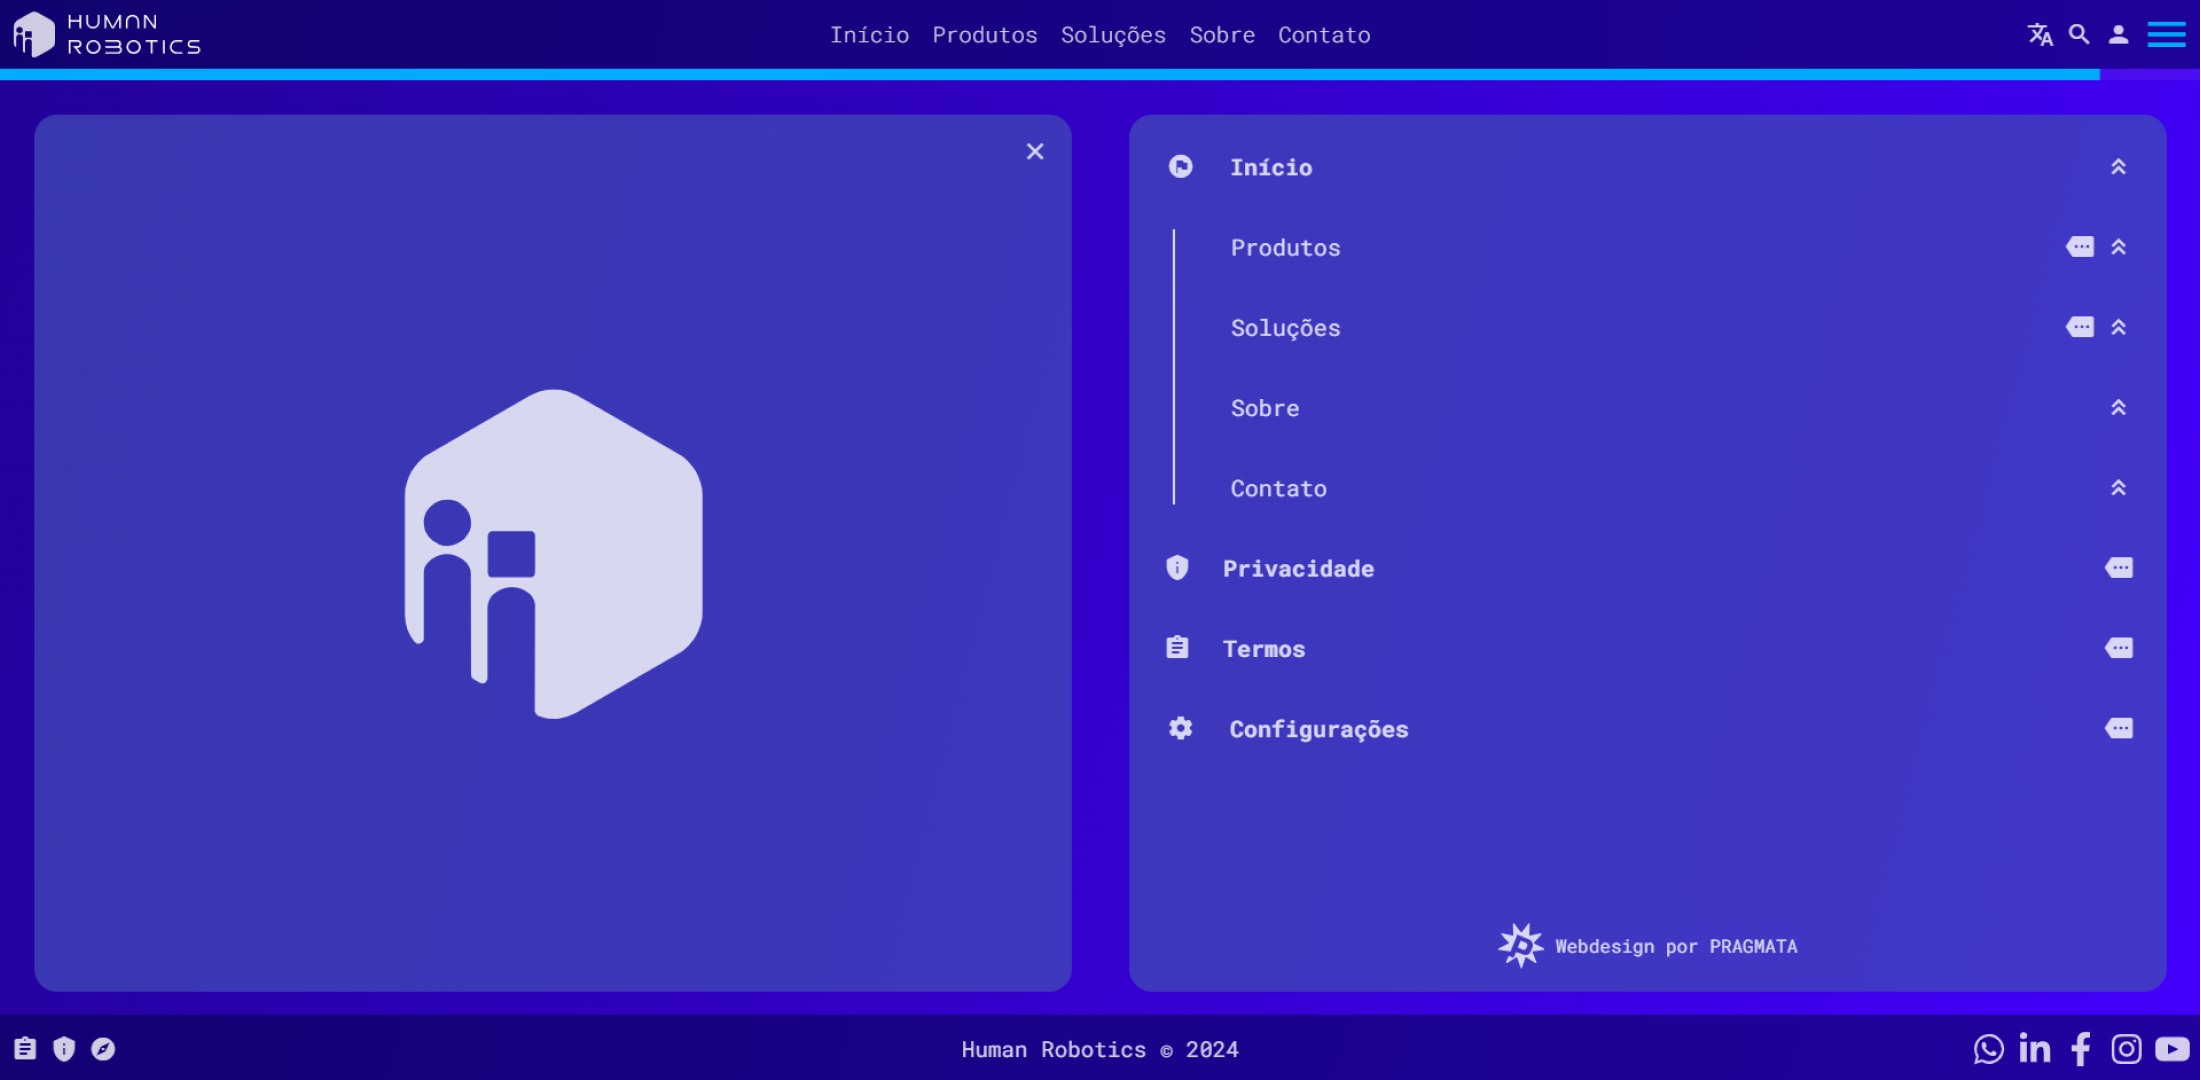 HUMAN
ROBOTICS
Início Produtos Soluções Sobre Contato
Início
Produtos
Soluções
Sobre
Contato
Privacidade
Termos
Configurações
Webdesign por PRAGMATA
Human Robotics © 2024